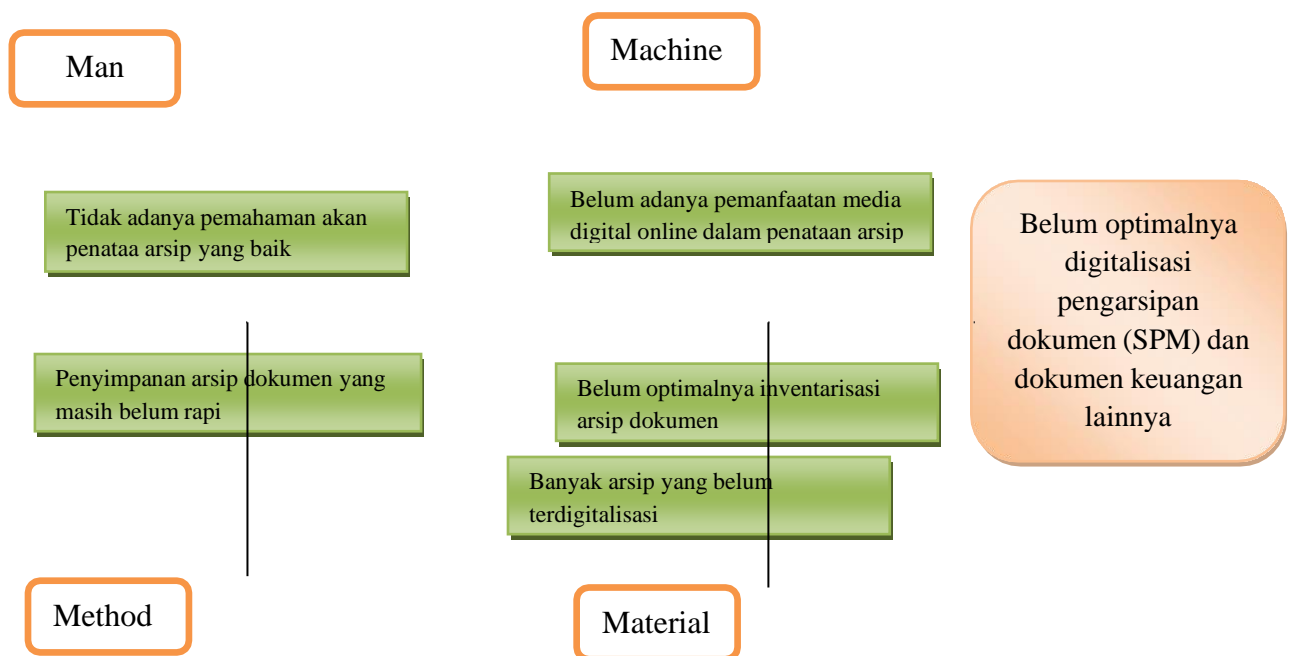 Man
Machine
Tidak adanya pemahaman akan
penataa arsip yang baik
Belum adanya pemanfaatan media
digital online dalam penataan arsip
Belum optimalnya
digitalisasi
pengarsipan
dokumen (SPM) dan
dokumen keuangan
lainnya
Penyimpanan arsip dokumen yang
masih belum rapi
Belum optimalnya inventarisasi
arsip dokumen
Banyak arsip yang belum
terdigitalisasi
Method
Material